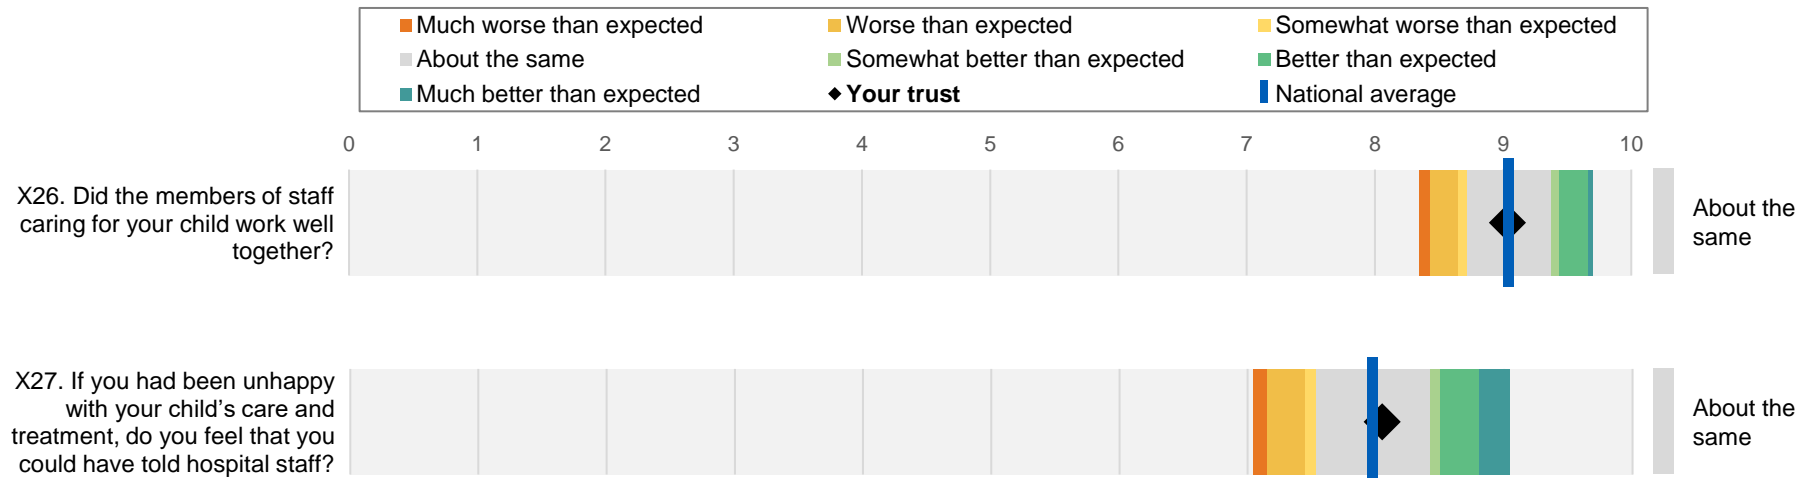 Much worse than expected
Worse than expected
Somewhat worse than expected
About the same
Somewhat better than expected
Better than expected
Much better than expected
Your trust
National average
0 1 2 3 4 5 6 7 8 9 10
X26. Did the members of staff
caring for your child work well
together?
About the
same
X27. If you had been unhappy
with your child’s care and
treatment, do you feel that you
could have told hospital staff?
About the
same